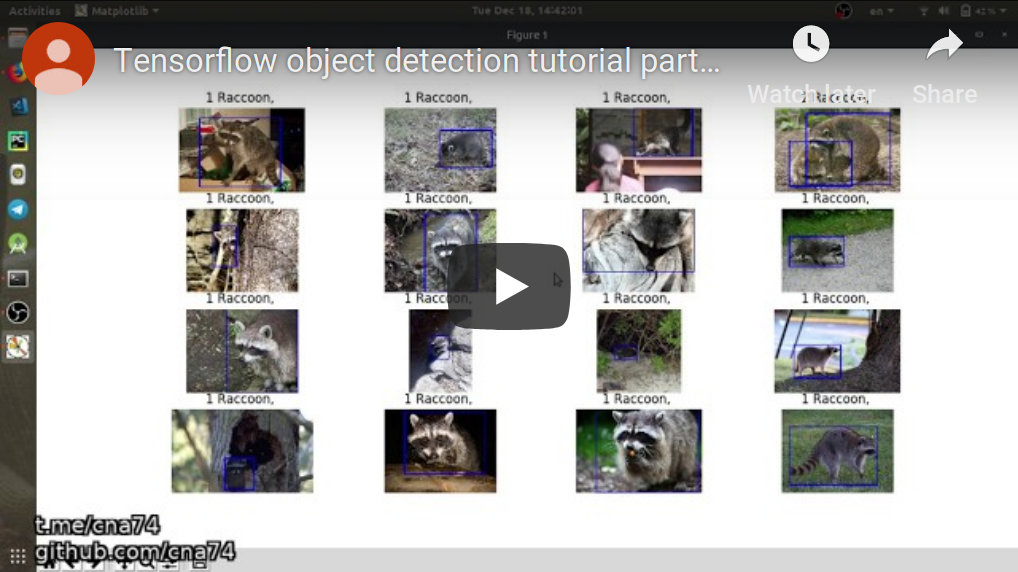 Activities Matplotlib Tue Dec 18, 14:42:01 en 42%
Figure 1
Tensorflow object detection tutorial part…
Watch later Share
1 Raccoon, 1 Raccoon, 1 Raccoon, Raccoon,
1 Raccoon, 1 Raccoon, 1 Raccoon, 1 Raccoon,
1 Raccoon, 1 Raccoon, 1 Raccoon, 1 Raccoon,
1 Raccoon, 1 Raccoon, 1 Raccoon, 1 Raccoon,
t.me/cna74
github.com/cna74